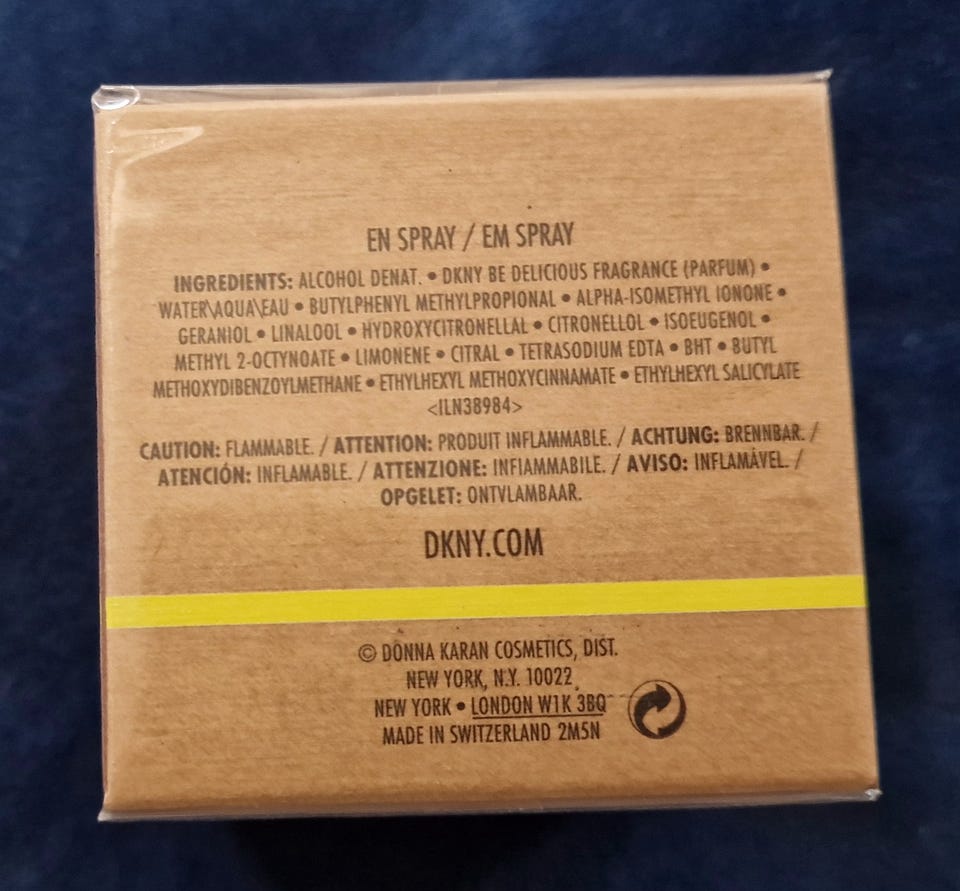 EN SPRAY / EM SPRAY
INGREDIENTS: ALCOHOL DENAT. • DKNY BE DELICIOUS FRAGRANCE (PARFUM) •
WATER\AQUA\EAU • BUTYLPHENYL METHYLPROPIONAL • ALPHA-ISOMETHYL IONONE •
GERANIOL • LINALOOL • HYDROXYCITRONELLAL • CITRONELLOL • ISOEUGENOL •
METHYL 2-OCTYNOATE • LIMONENE • CITRAL • TETRASODIUM EDTA • BHT • BUTYL
METHOXYDIBENZOYLMETHANE • ETHYLHEXYL METHOXYCINNAMATE • ETHYLHEXYL SALICYLATE
<ILN38984>
CAUTION: FLAMMABLE. / ATTENTION: PRODUIT INFLAMMABLE. / ACHTUNG: BRENNBAR. /
ATENCIÓN: INFLAMABLE. / ATTENZIONE: INFIAMMABILE. / AVISO: INFLAMÁVEL. /
OPGELET: ONTVLAMBAAR.
DKNY.COM
© DONNA KARAN COSMETICS, DIST.
NEW YORK, N.Y. 10022
NEW YORK • LONDON W1K 3BQ
MADE IN SWITZERLAND 2M5N